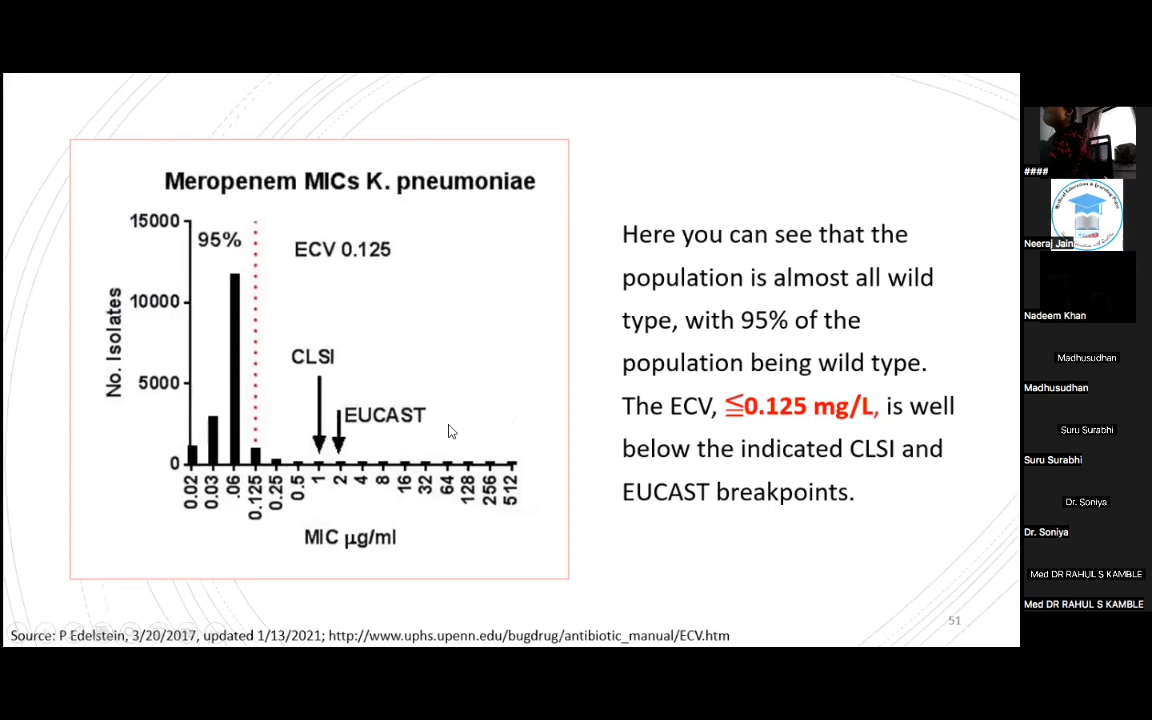 Meropenem MICs K. pneumoniae
15000
10000
5000
0
No. Isolates
95%
ECV 0.125
CLSI
EUCAST
0.02
0.03
.06
0.125
0.25
0.5
1
2
4
8
16
32
64
128
256
512
MIC µg/ml
Here you can see that the
population is almost all wild
type, with 95% of the
population being wild type.
The ECV, ≦0.125 mg/L, is well
below the indicated CLSI and
EUCAST breakpoints.
Source: P Edelstein, 3/20/2017, updated 1/13/2021; http://www.uphs.upenn.edu/bugdrug/antibiotic_manual/ECV.htm
51
####
Neeraj Jain
Nadeem Khan
Madhusudhan
Madhusudhan
Suru Surabhi
Suru Surabhi
Dr. Soniya
Dr. Soniya
Med DR RAHUL S KAMBLE
Med DR RAHUL S KAMBLE